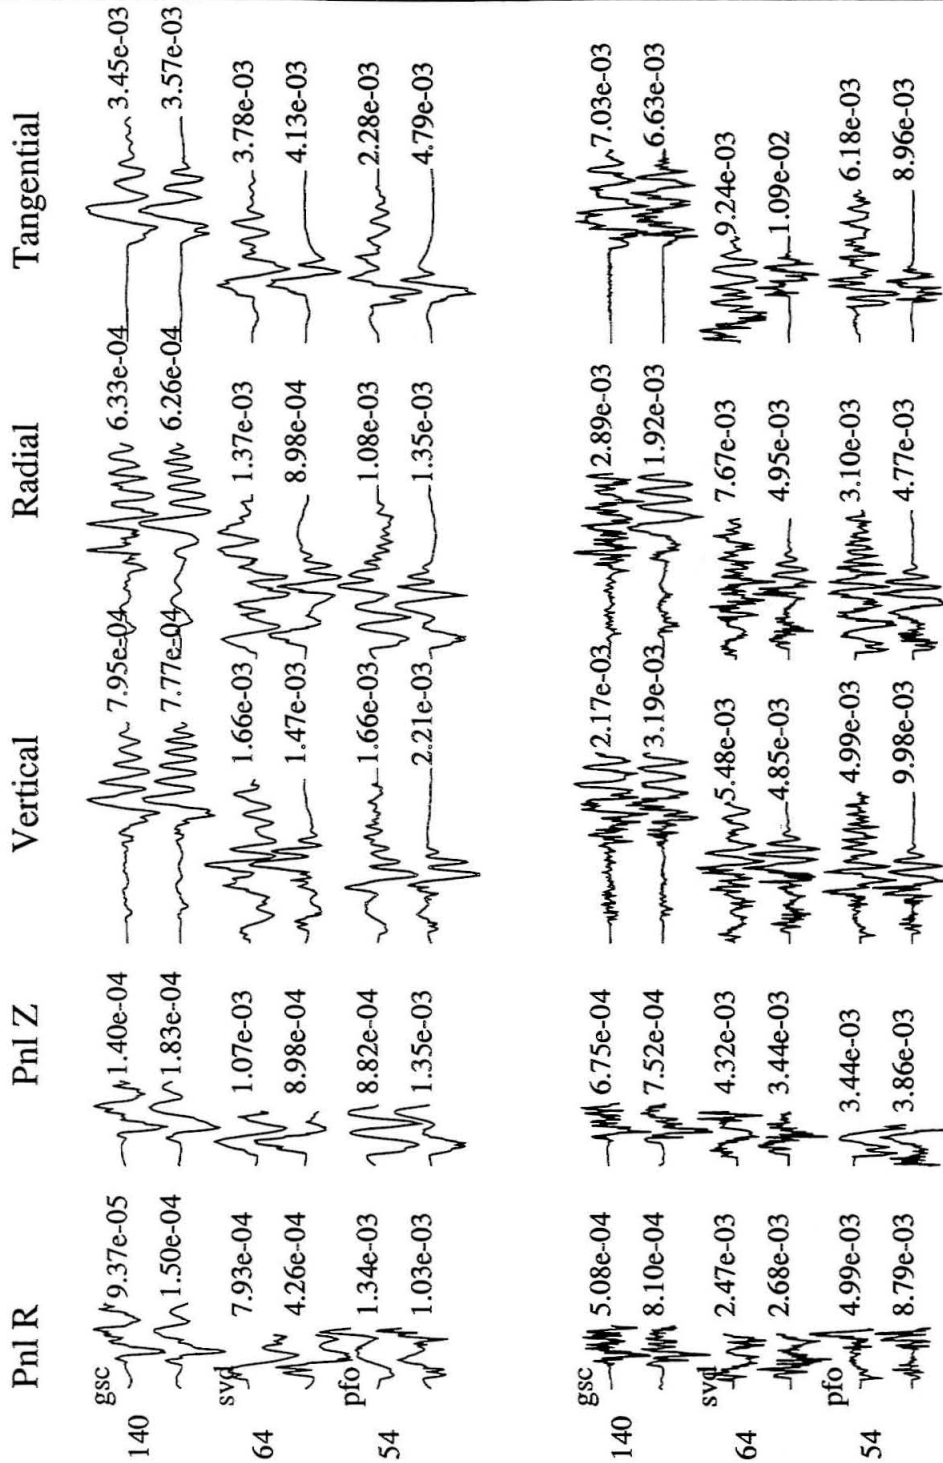 Pnl R Pnl Z Vertical Radial Tangential
gsc 9.37e-05 1.40e-04 7.95e-04 6.33e-04 3.45e-03
140 1.50e-04 1.83e-04 7.77e-04 6.26e-04 3.57e-03
svd 7.93e-04 1.07e-03 1.66e-03 1.37e-03 3.78e-03
64 4.26e-04 8.98e-04 1.47e-03 8.98e-04 4.13e-03
pfo 1.34e-03 8.82e-04 1.66e-03 1.08e-03 2.28e-03
54 1.03e-03 1.35e-03 2.21e-03 1.35e-03 4.79e-03
gsc 5.08e-04 6.75e-04 2.17e-03 2.89e-03 7.03e-03
140 8.10e-04 7.52e-04 3.19e-03 1.92e-03 6.63e-03
svd 2.47e-03 4.32e-03 5.48e-03 7.67e-03 9.24e-03
64 2.68e-03 3.44e-03 4.85e-03 4.95e-03 1.09e-02
pfo 4.99e-03 3.44e-03 4.99e-03 3.10e-03 6.18e-03
54 8.79e-03 3.86e-03 9.98e-03 4.77e-03 8.96e-03